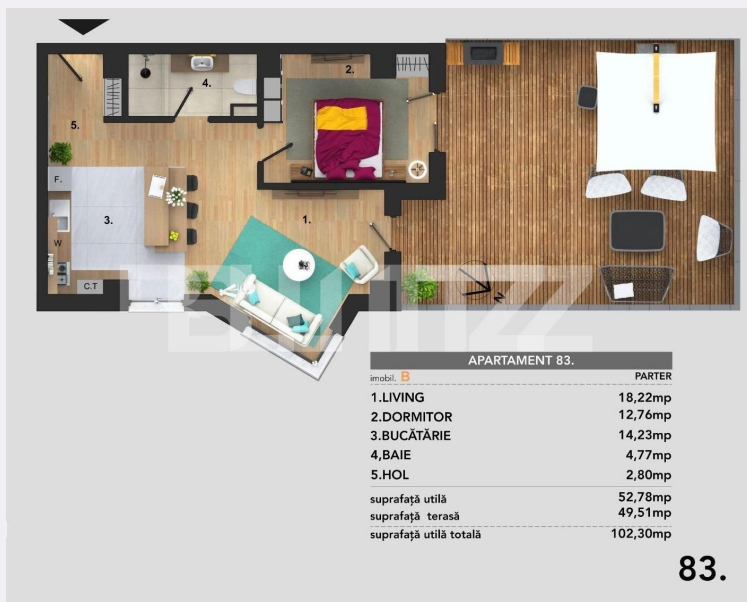 4.
2.
5.
F.
3.
1.
W
C.T
N
BLITZ
APARTAMENT 83.
imobil. B PARTER
1.LIVING 18,22mp
2.DORMITOR 12,76mp
3.BUCĂTĂRIE 14,23mp
4,BAIE 4,77mp
5.HOL 2,80mp
suprafață utilă 52,78mp
suprafață terasă 49,51mp
suprafață utilă totală 102,30mp
83.